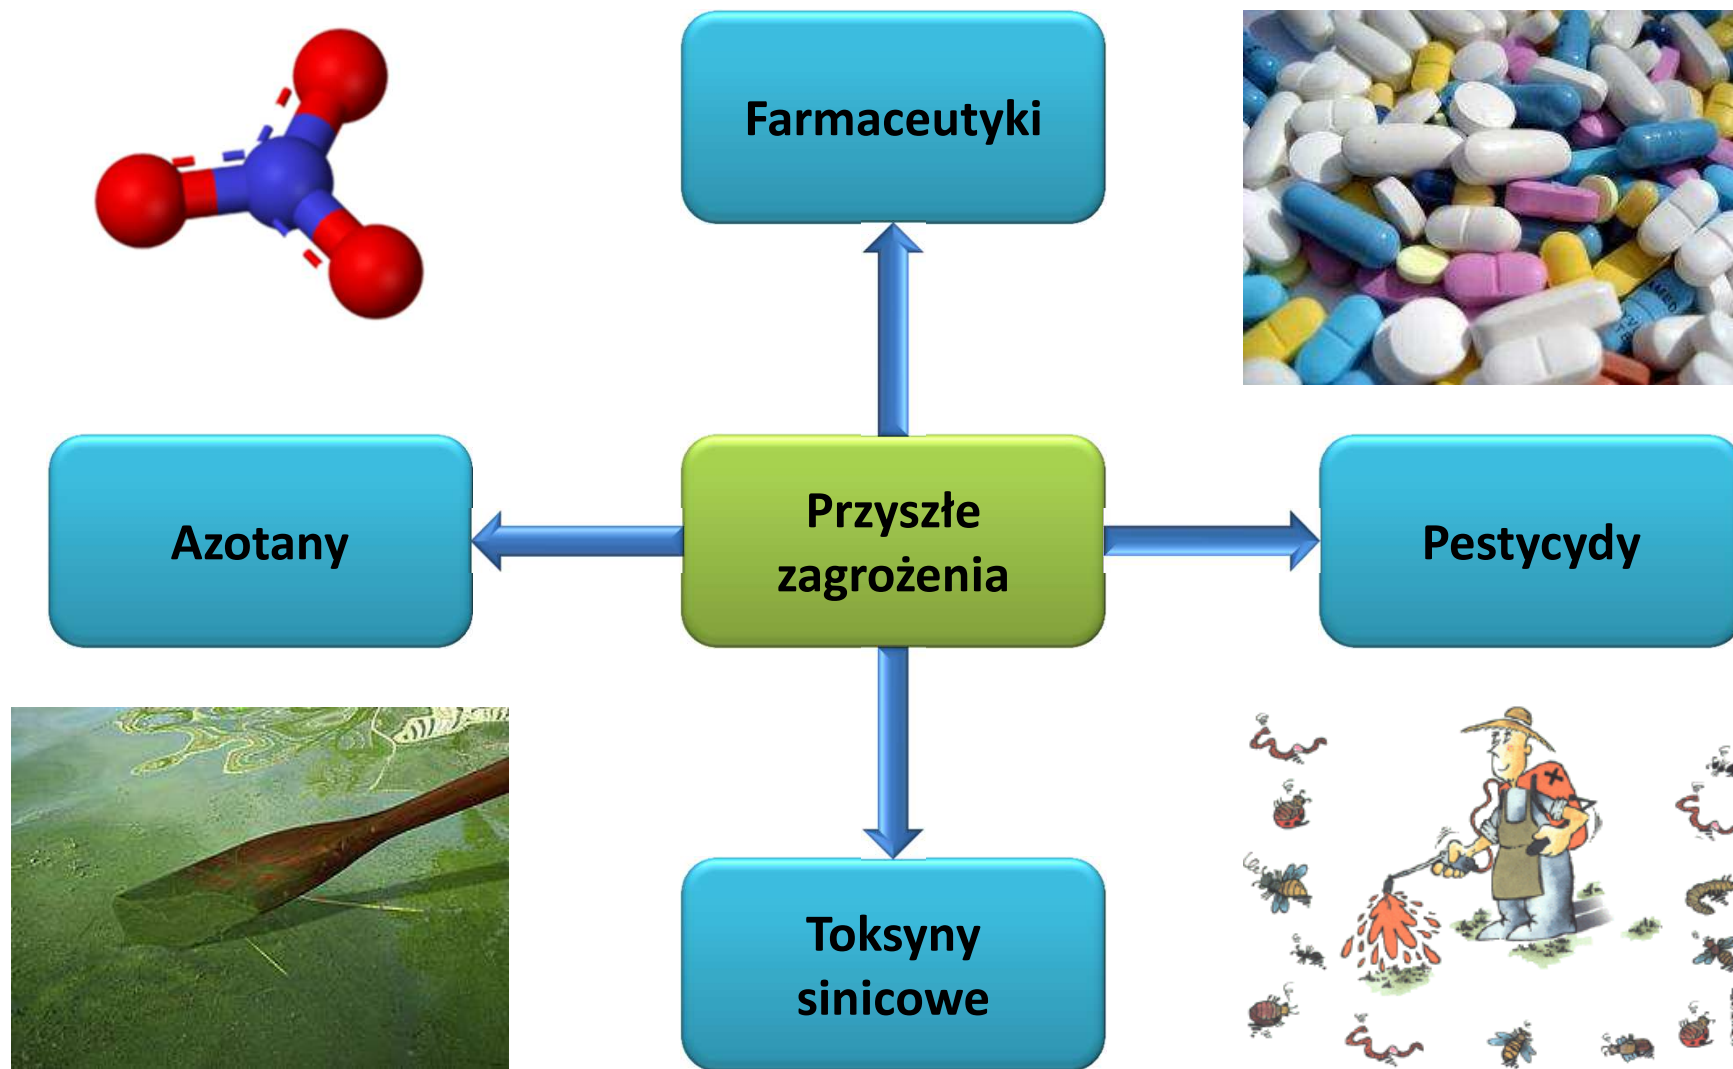 Farmaceutyki
Azotany
Przyszłe
zagrożenia
Pestycydy
Toksyny
sinicowe